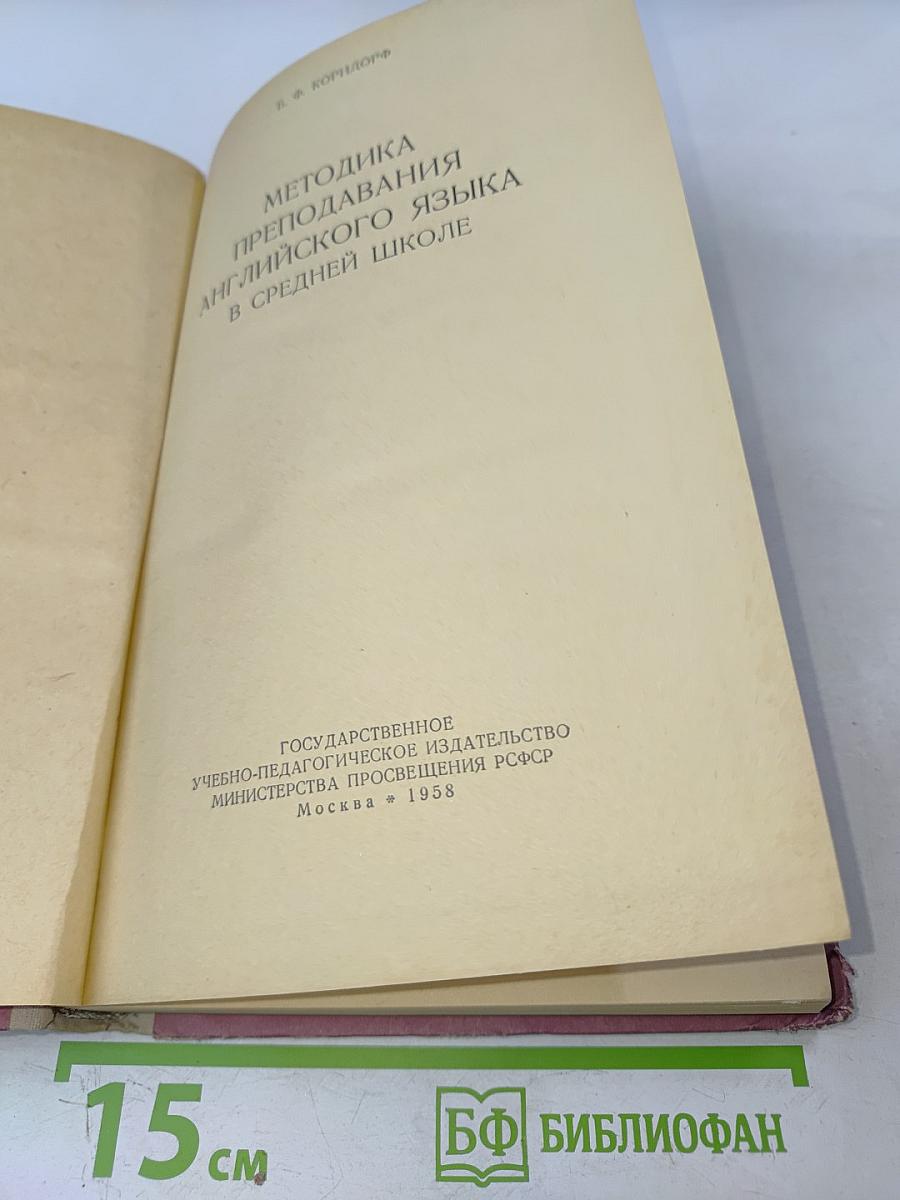 Б. Ф. КОРНДОРФ
МЕТОДИКА
ПРЕПОДАВАНИЯ
АНГЛИЙСКОГО ЯЗЫКА
В СРЕДНЕЙ ШКОЛЕ
ГОСУДАРСТВЕННОЕ
УЧЕБНО-ПЕДАГОГИЧЕСКОЕ ИЗДАТЕЛЬСТВО
МИНИСТЕРСТВА ПРОСВЕЩЕНИЯ РСФСР
Москва * 1958
15 см
БФ БИБЛИОФАН